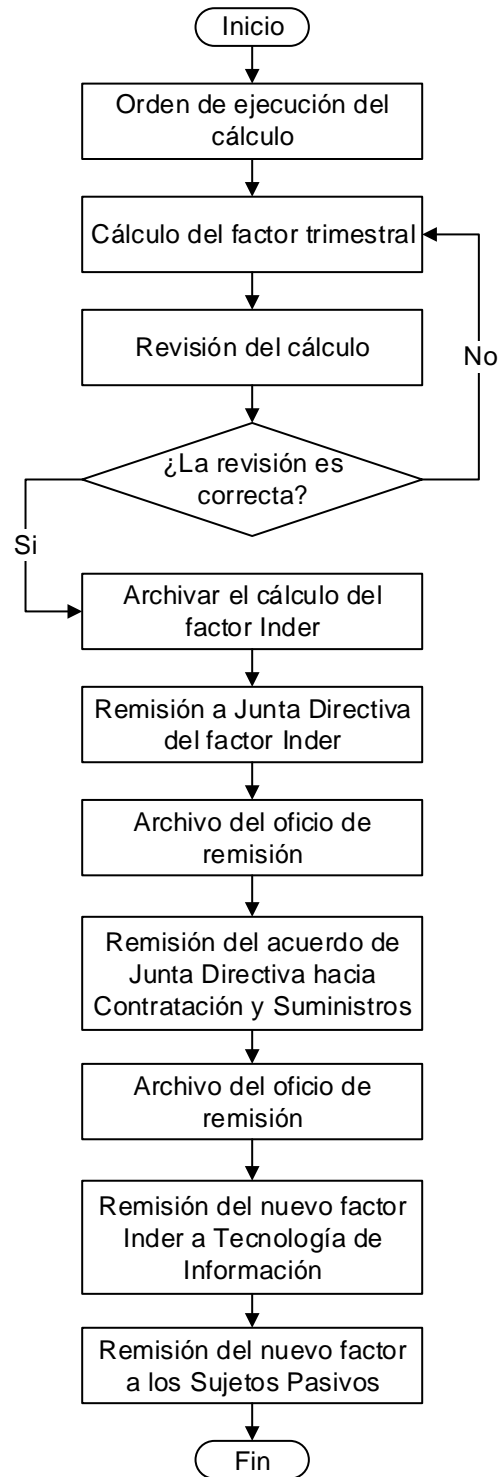 Inicio
Orden de ejecución del
cálculo
Cálculo del factor trimestral
Revisión del cálculo
No
¿La revisión es
correcta?
Si
Archivar el cálculo del
factor Inder
Remisión a Junta Directiva
del factor Inder
Archivo del oficio de
remisión
Remisión del acuerdo de
Junta Directiva hacia
Contratación y Suministros
Archivo del oficio de
remisión
Remisión del nuevo factor
Inder a Tecnología de
Información
Remisión del nuevo factor
a los Sujetos Pasivos
Fin